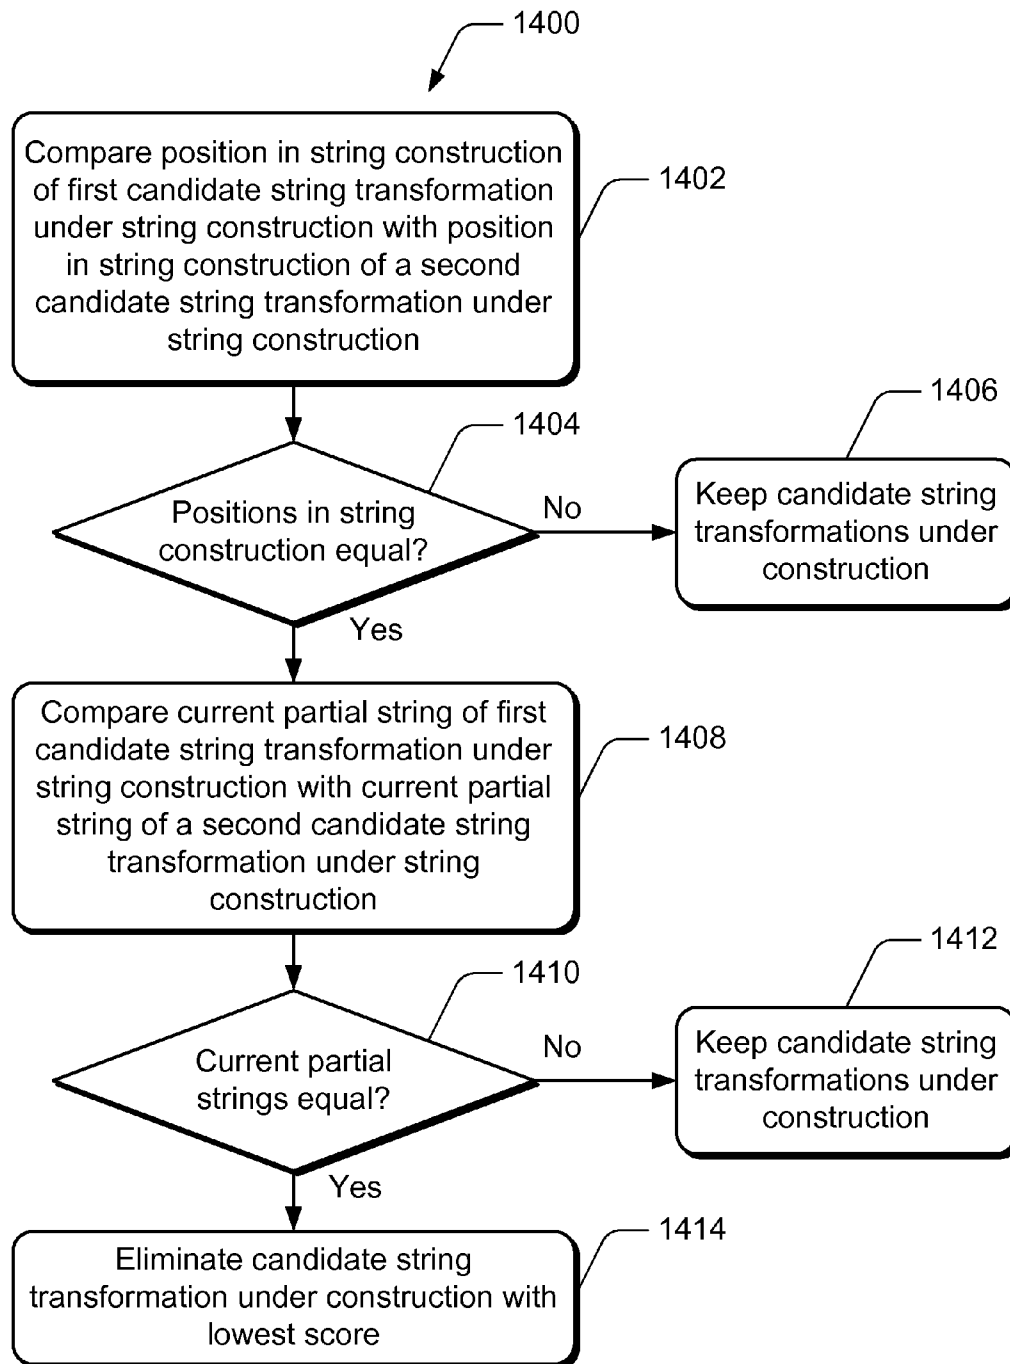 1400
Compare position in string construction
of first candidate string transformation
under string construction with position
in string construction of a second
candidate string transformation under
string construction
1402
1404
Positions in string
construction equal?
No
1406
Keep candidate string
transformations under
construction
Yes
Compare current partial string of first
candidate string transformation under
string construction with current partial
string of a second candidate string
transformation under string
construction
1408
1410
Current partial
strings equal?
No
1412
Keep candidate string
transformations under
construction
Yes
Eliminate candidate string
transformation under construction with
lowest score
1414